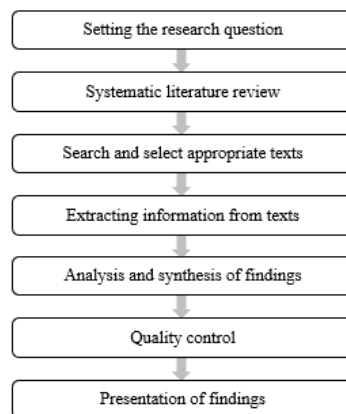 Setting the research question
Systematic literature review
Search and select appropriate texts
Extracting information from texts
Analysis and synthesis of findings
Quality control
Presentation of findings